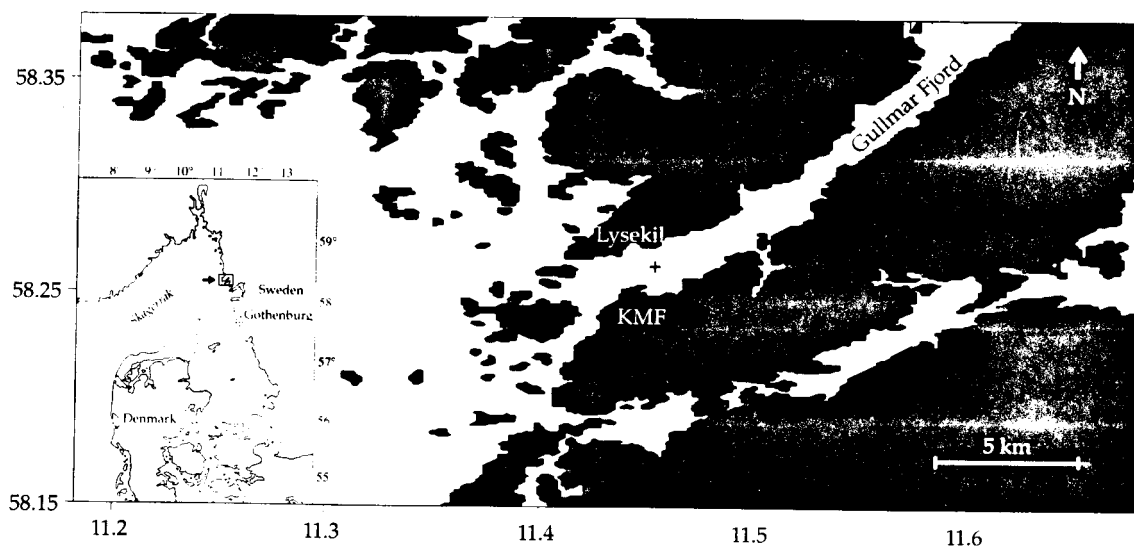 58.35
58.25
58.15
11.2 11.3 11.4 11.5 11.6
Gullmar Fjord
N
Lysekil
+
KMF
5 km
8 9 10° 11 12 13
59°
58
57°
56
55
Sweden
Gothenburg
Skagerrak
Denmark